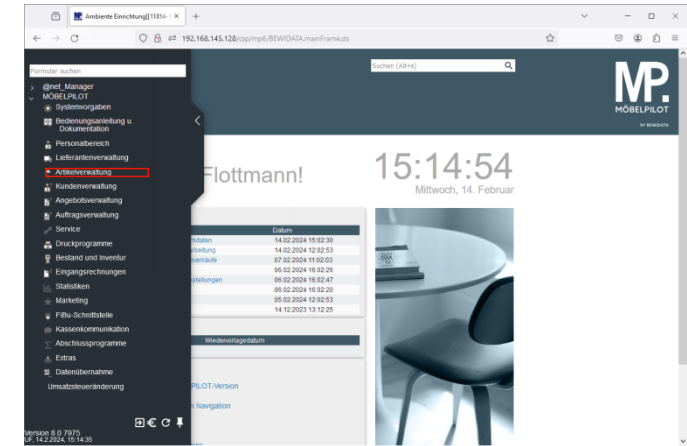 Ambiente Einrichtung[[11814-
192.168.145.128/csp/mp6/BEWIDATA.mainFrame.cls
Formular suchen
Suchen (Alt+s)
MP.
MÖBELPILOT
BY BEWIDATA
@net_Manager
MÖBELPILOT
Systemvorgaben
Bedienungsanleitung u.
Dokumentation
Personalbereich
Lieferantenverwaltung
Artikelverwaltung
Kundenverwaltung
Angebotsverwaltung
Auftragsverwaltung
Service
Druckprogramme
Bestand und Inventur
Eingangsrechnungen
Statistiken
Marketing
FiBu-Schnittstelle
Kassenkommunikation
Abschlussprogramme
Extras
Datenübernahme
Umsatzsteueränderung
Version 8.0 7975
UF, 14.2.2024, 15:14:35
Flottmann!
15:14:54
Mittwoch, 14. Februar
Datum
mdaten 14.02.2024 15:02:30
arbeitung 14.02.2024 12:02:53
verkäufe 07.02.2024 11:02:03
06.02.2024 16:02:26
stellungen 06.02.2024 16:02:47
06.02.2024 16:02:20
05.02.2024 12:02:53
14.12.2023 13:12:25
Wiedervorlagedatum
PILOT-Version
n Navigation